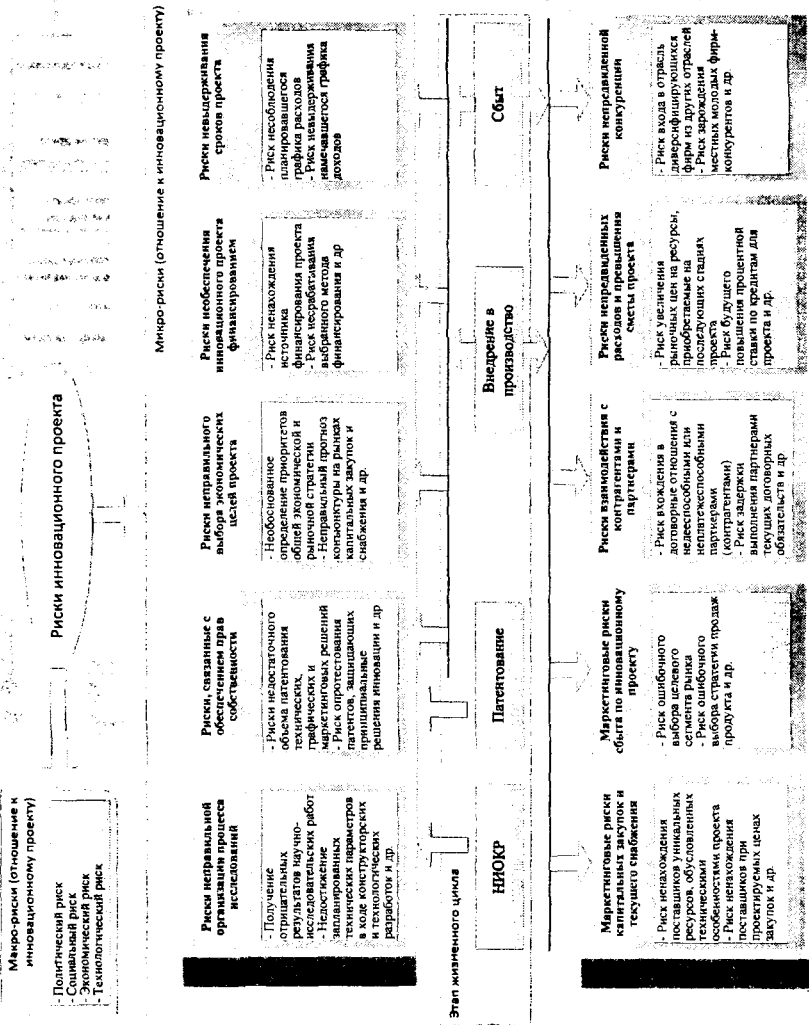 Макро-риски (отношение к
инновационному проекту)
- Политический риск
- Социальный риск
- Экономический риск
- Технологический риск
Риски инновационного проекта
Микро-риски (отношение к инновационному проекту)
Риски неправильной
организации процесса
исследований
- Получение
отрицательных
результатов научно-
исследовательских работ
- Недостижение
запланированных
технических параметров
в ходе конструкторских
и технологических
разработок и др.
Риски, связанные с
обеспечением прав
собственности
- Риски недостаточного
объема патентования
технических,
графических и
маркетинговых решений
- Риск опротестования
патентов, защищающих
принципиальные
решения инновации и др
Риски неправильного
выбора экономических
целей проекта
- Необоснованное
определение приоритетов
общей экономической и
рыночной стратегии
- Неправильный прогноз
конъюнктуры на рынках
капитальных закупок и
снабжения и др.
Риски необеспечения
инновационного проекта
финансированием
- Риск ненахождения
источника
финансирования проекта
- Риск несрабатывания
выбранного метода
финансирования и др
Риски невыдерживания
сроков проекта
- Риск несоблюдения
планировавшегося
графика расходов
- Риск невыдерживания
намечавшегося графика
доходов
Этап жизненного цикла
НИОКР
Патентование
Внедрение в
производство
Сбыт
Маркетинговые риски
капитальных закупок и
текущего снабжения
- Риск ненахождения
поставщиков уникальных
ресурсов, обусловленных
техническими
особенностями проекта
- Риск ненахождения
поставщиков при
проектируемых ценах
закупок и др.
Маркетинговые риски
сбыта по инновационному
проекту
- Риск ошибочного
выбора целевого
сегмента рынка
- Риск ошибочного
выбора стратегии продаж
продукта и др.
Риски взаимодействия с
контрагентами и
партнерами
- Риск вхождения в
договорные отношения с
недееспособными или
неплатежеспособными
партнерами
(контрагентами)
- Риск задержки
выполнения партнерами
текущих договорных
обязательств и др
Риски непредвиденных
расходов и превышения
сметы проекта
- Риск увеличения
рыночных цен на ресурсы,
приобретаемые на
последующих стадиях
проекта
- Риск будущего
повышения процентной
ставки по кредитам для
проекта и др.
Риски непредвиденной
конкуренции
- Риск входа в отрасль
диверсифицирующихся
фирм из других отраслей
- Риск зарождения
местных молодых фирм-
конкурентов и др.